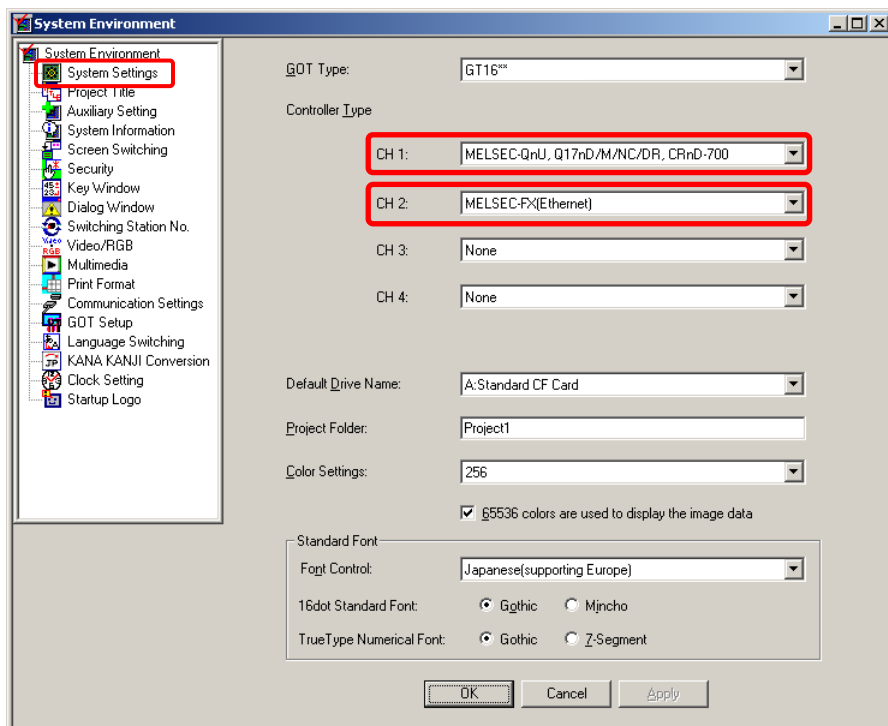 System Environment
System Environment
System Settings
Project Title
Auxiliary Setting
System Information
Screen Switching
Security
Key Window
Dialog Window
Switching Station No.
Video/RGB
Multimedia
Print Format
Communication Settings
GOT Setup
Language Switching
KANA KANJI Conversion
Clock Setting
Startup Logo
GOT Type: GT16**
Controller Type
CH 1: MELSEC-QnU, Q17nD/M/NC/DR, CRnD-700
CH 2: MELSEC-FX(Ethernet)
CH 3: None
CH 4: None
Default Drive Name: A:Standard CF Card
Project Folder: Project1
Color Settings: 256
65536 colors are used to display the image data
Standard Font
Font Control: Japanese(supporting Europe)
16dot Standard Font: Gothic Mincho
TrueType Numerical Font: Gothic 7-Segment
OK Cancel Apply